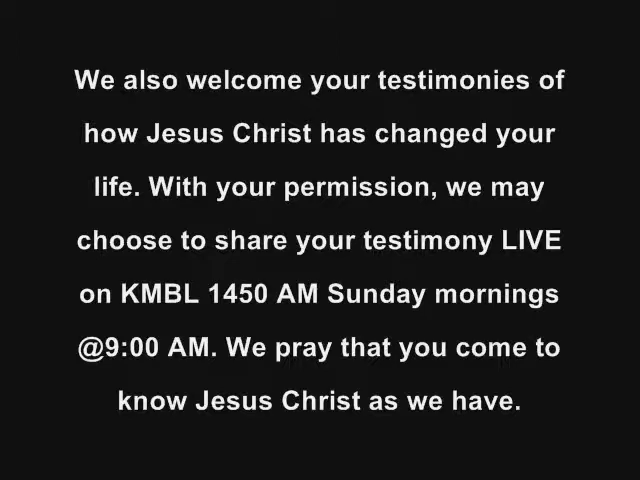 We also welcome your testimonies of
how Jesus Christ has changed your
life. With your permission, we may
choose to share your testimony LIVE
on KMBL 1450 AM Sunday mornings
@9:00 AM. We pray that you come to
know Jesus Christ as we have.